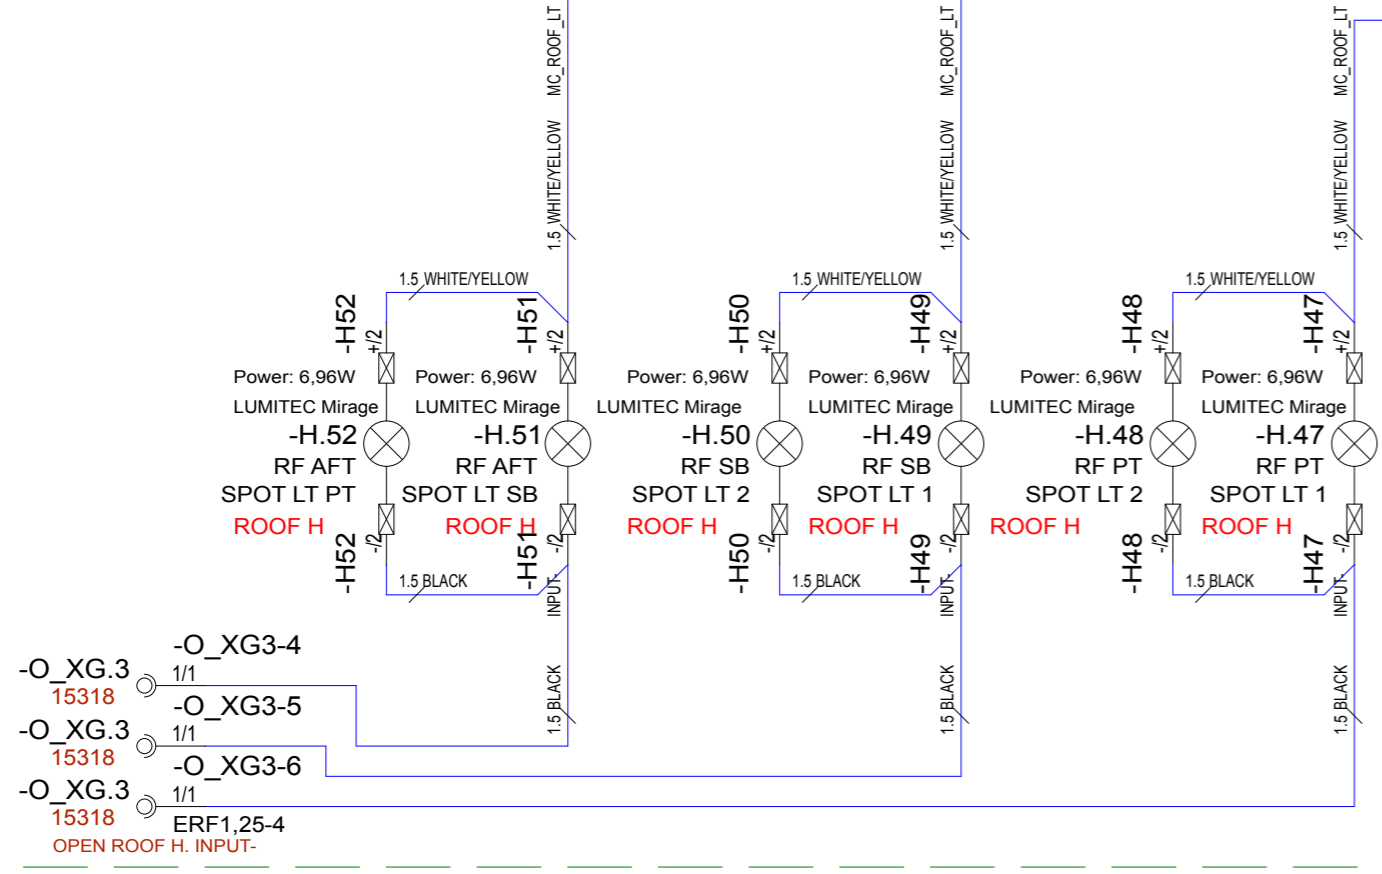 MC_ROOF_LT
MC_ROOF_LT
MC_ROOF_LT
1.5 WHITE/YELLOW
1.5 WHITE/YELLOW
1.5 WHITE/YELLOW
1.5 WHITE/YELLOW
1.5 WHITE/YELLOW
1.5 WHITE/YELLOW
-H52
+/2
-H51
+/2
-H50
+/2
-H49
+/2
-H48
+/2
-H47
+/2
Power: 6,96W
LUMITEC Mirage
-H.52
RF AFT
SPOT LT PT
ROOF H
Power: 6,96W
LUMITEC Mirage
-H.51
RF AFT
SPOT LT SB
ROOF H
Power: 6,96W
LUMITEC Mirage
-H.50
RF SB
SPOT LT 2
ROOF H
Power: 6,96W
LUMITEC Mirage
-H.49
RF SB
SPOT LT 1
ROOF H
Power: 6,96W
LUMITEC Mirage
-H.48
RF PT
SPOT LT 2
ROOF H
Power: 6,96W
LUMITEC Mirage
-H.47
RF PT
SPOT LT 1
ROOF H
-H52
-/2
-H51
-/2
-H50
-/2
-H49
-/2
-H48
-/2
-H47
-/2
1.5 BLACK
INPUT-
1.5 BLACK
INPUT-
1.5 BLACK
INPUT-
1.5 BLACK
1.5 BLACK
1.5 BLACK
-O_XG3-4
-O_XG.3
1/1
15318
-O_XG3-5
-O_XG.3
1/1
15318
-O_XG3-6
-O_XG.3
1/1
15318
ERF1,25-4
OPEN ROOF H. INPUT-